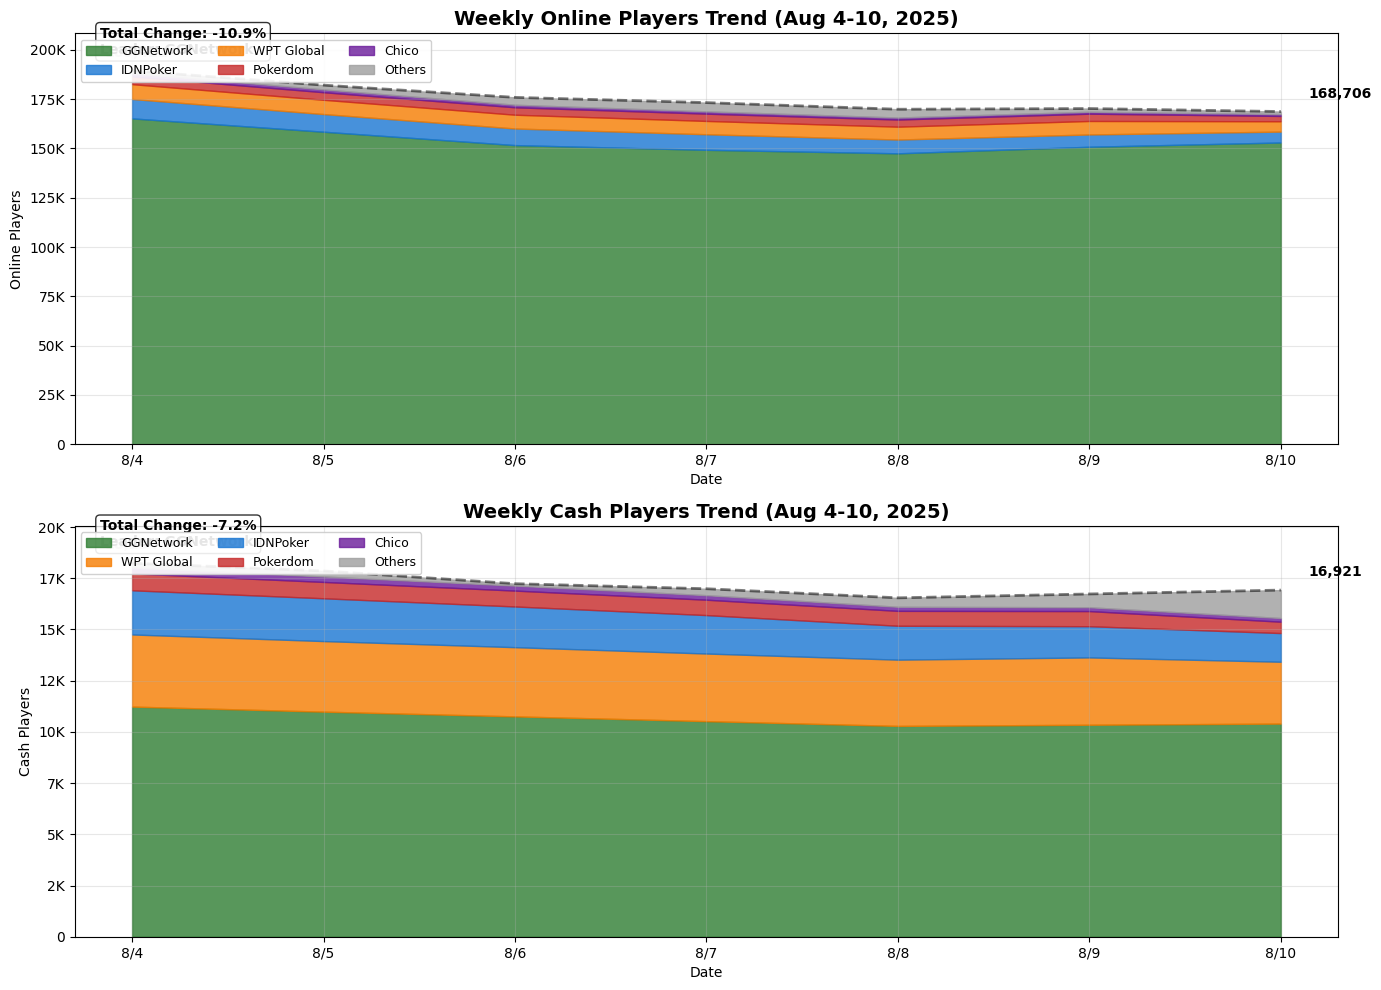 Weekly Online Players Trend (Aug 4-10, 2025)
Total Change: -10.9%
GGNetwork WPT Global Chico
IDNPoker Pokerdom Others
200K
175K
150K
125K
100K
75K
50K
25K
0
Online Players
168,706
8/4 8/5 8/6 8/7 8/8 8/9 8/10
Date
Weekly Cash Players Trend (Aug 4-10, 2025)
Total Change: -7.2%
GGNetwork IDNPoker Chico
WPT Global Pokerdom Others
20K
17K
15K
12K
10K
7K
5K
2K
0
Cash Players
16,921
8/4 8/5 8/6 8/7 8/8 8/9 8/10
Date